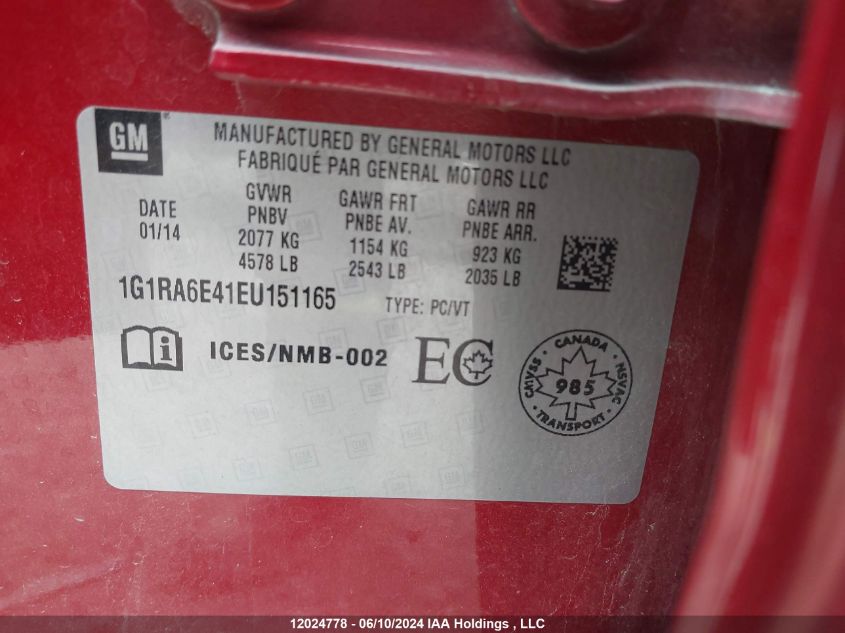 GM
MANUFACTURED BY GENERAL MOTORS LLC
FABRIQUÉ PAR GENERAL MOTORS LLC
DATE
01/14
GVWR
PNBV
2077 KG
4578 LB
GAWR FRT
PNBE AV.
1154 KG
2543 LB
GAWR RR
PNBE ARR.
923 KG
2035 LB
1G1RA6E41EU151165
TYPE: PC/VT
i
ICES/NMB-002
EC
CANADA
CMVSS
985
NSVAC
TRANSPORT
12024778 - 06/10/2024 IAA Holdings , LLC